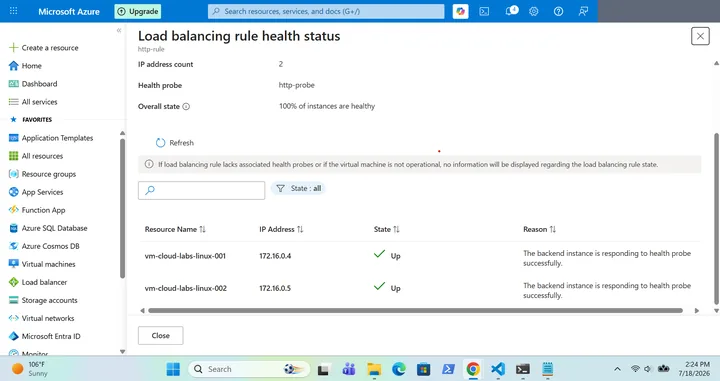 Microsoft Azure
Upgrade
Search resources, services, and docs (G+/)
4
Create a resource
Home
Dashboard
All services
FAVORITES
Application Templates
All resources
Resource groups
App Services
Function App
Azure SQL Database
Azure Cosmos DB
Virtual machines
Load balancer
Storage accounts
Virtual networks
Microsoft Entra ID
Monitor
Load balancing rule health status
http-rule
IP address count 2
Health probe http-probe
Overall state 100% of instances are healthy
Refresh
If load balancing rule lacks associated health probes or if the virtual machine is not operational, no information will be displayed regarding the load balancing rule state.
State : all
Resource Name IP Address State Reason
vm-cloud-labs-linux-001 172.16.0.4 Up The backend instance is responding to health probe
successfully.
vm-cloud-labs-linux-002 172.16.0.5 Up The backend instance is responding to health probe
successfully.
Close
106°F
Sunny
Search
2:24 PM
7/18/2026